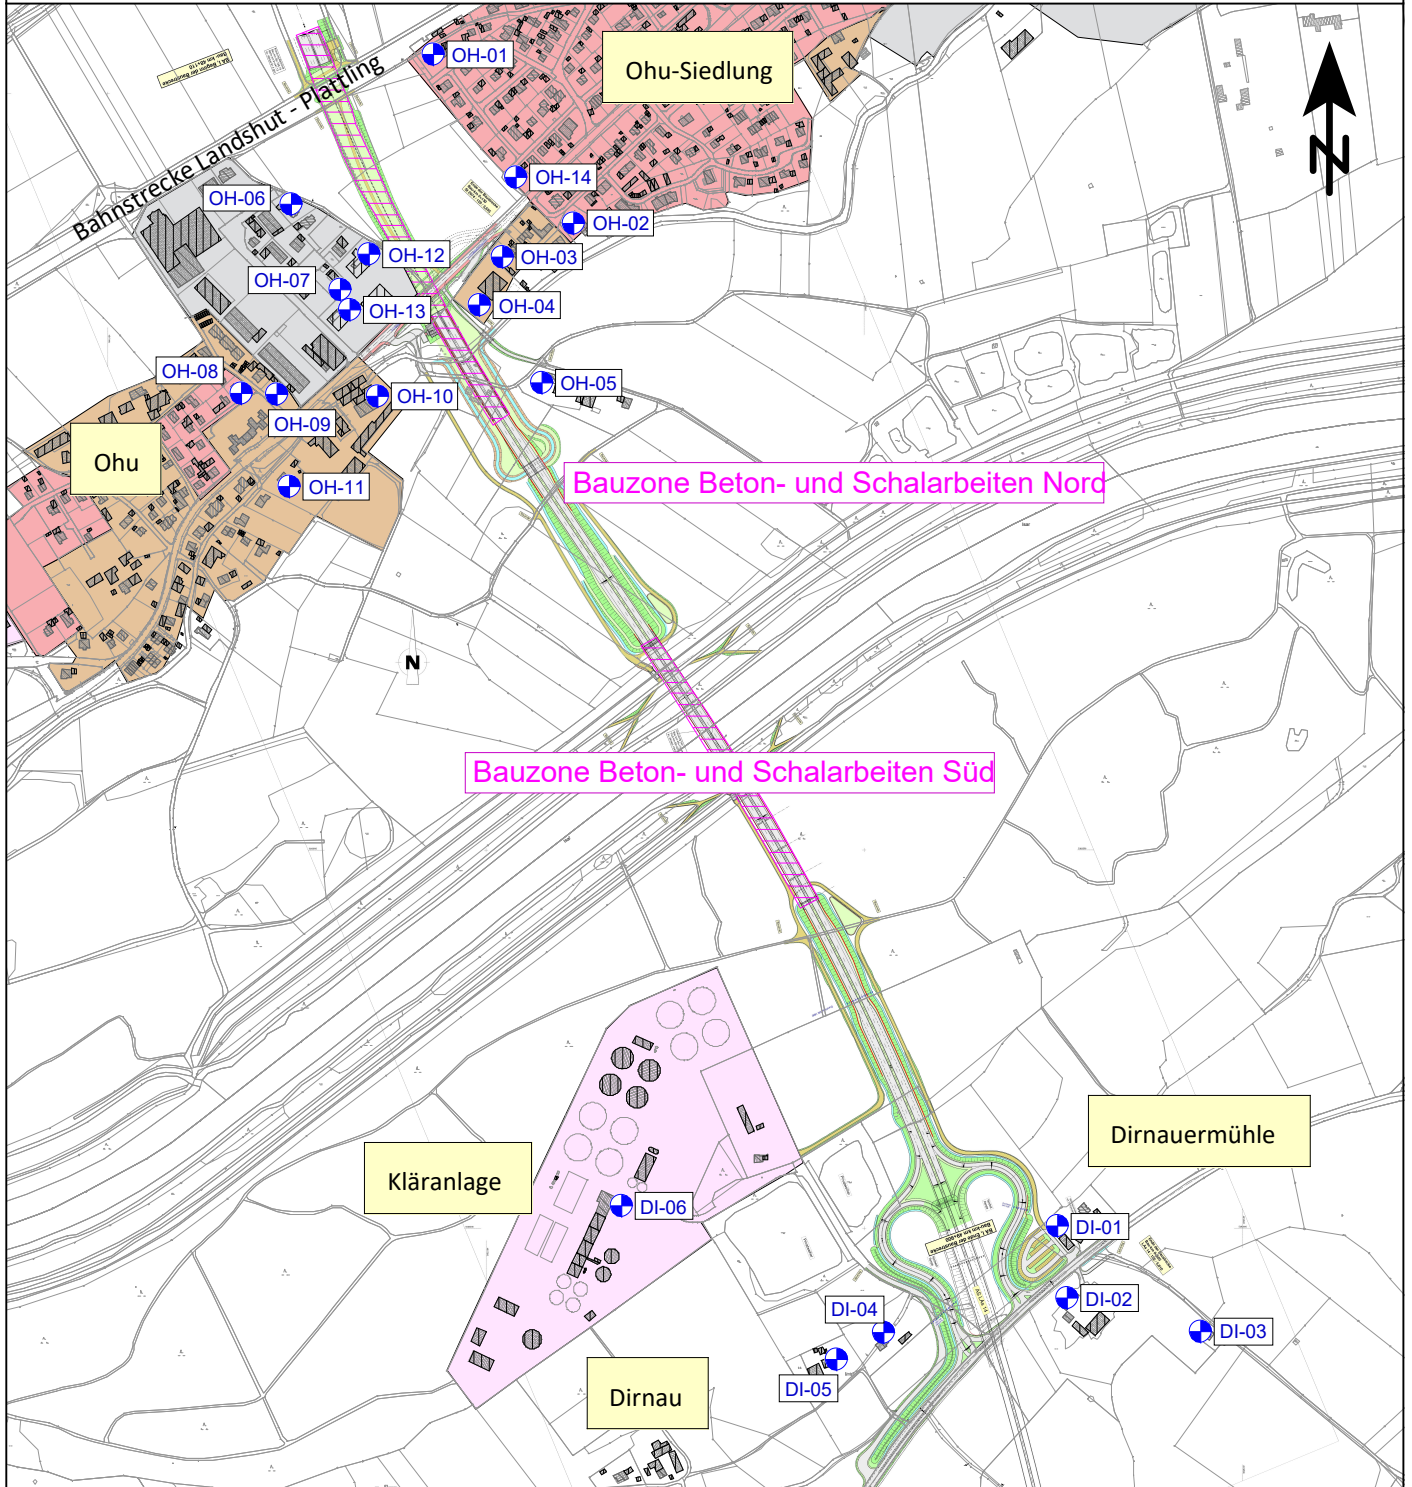 OH-01
Ohu-Siedlung
Bahnstrecke Landshut - Plattling
OH-14
OH-06
OH-02
OH-12
OH-03
OH-07
OH-04
OH-13
OH-08
OH-05
OH-10
OH-09
Ohu
OH-11
Bauzone Beton- und Schalarbeiten Nord
N
Bauzone Beton- und Schalarbeiten Süd
Dirnauermühle
Kläranlage
DI-06
DI-01
DI-02
DI-04
DI-03
DI-05
Dirnau